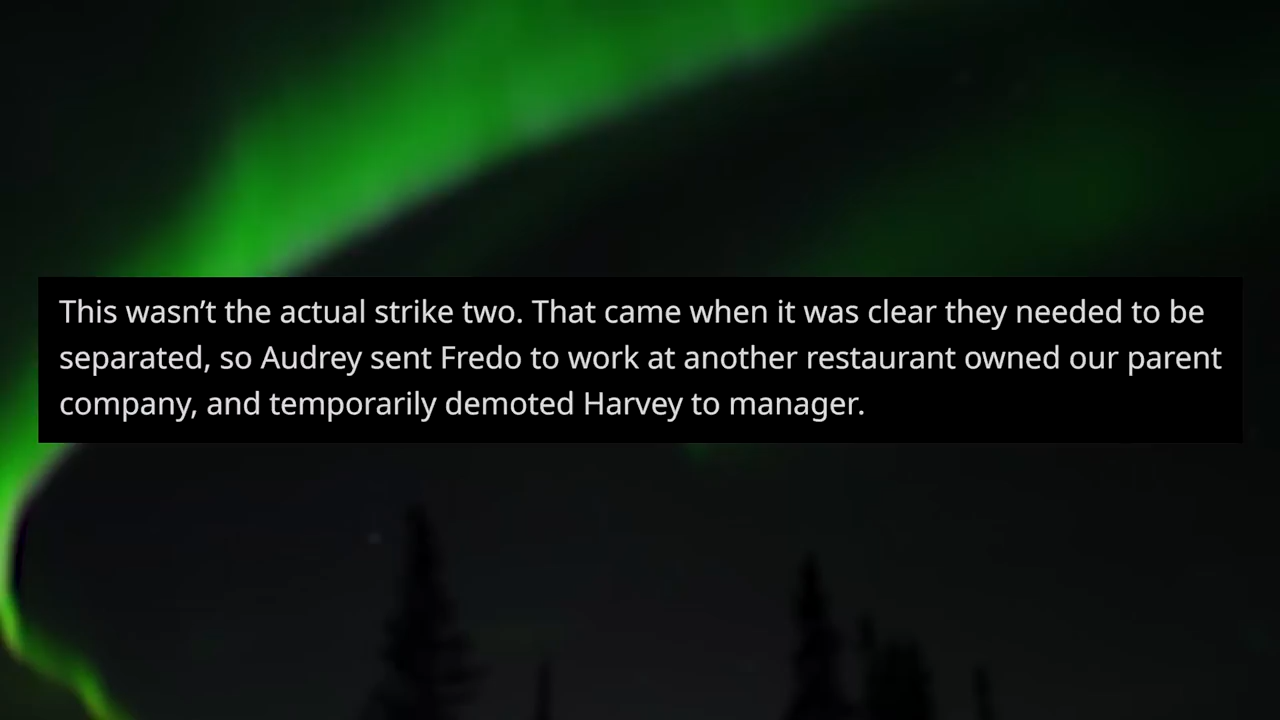 This wasn’t the actual strike two. That came when it was clear they needed to be
separated, so Audrey sent Fredo to work at another restaurant owned our parent
company, and temporarily demoted Harvey to manager.